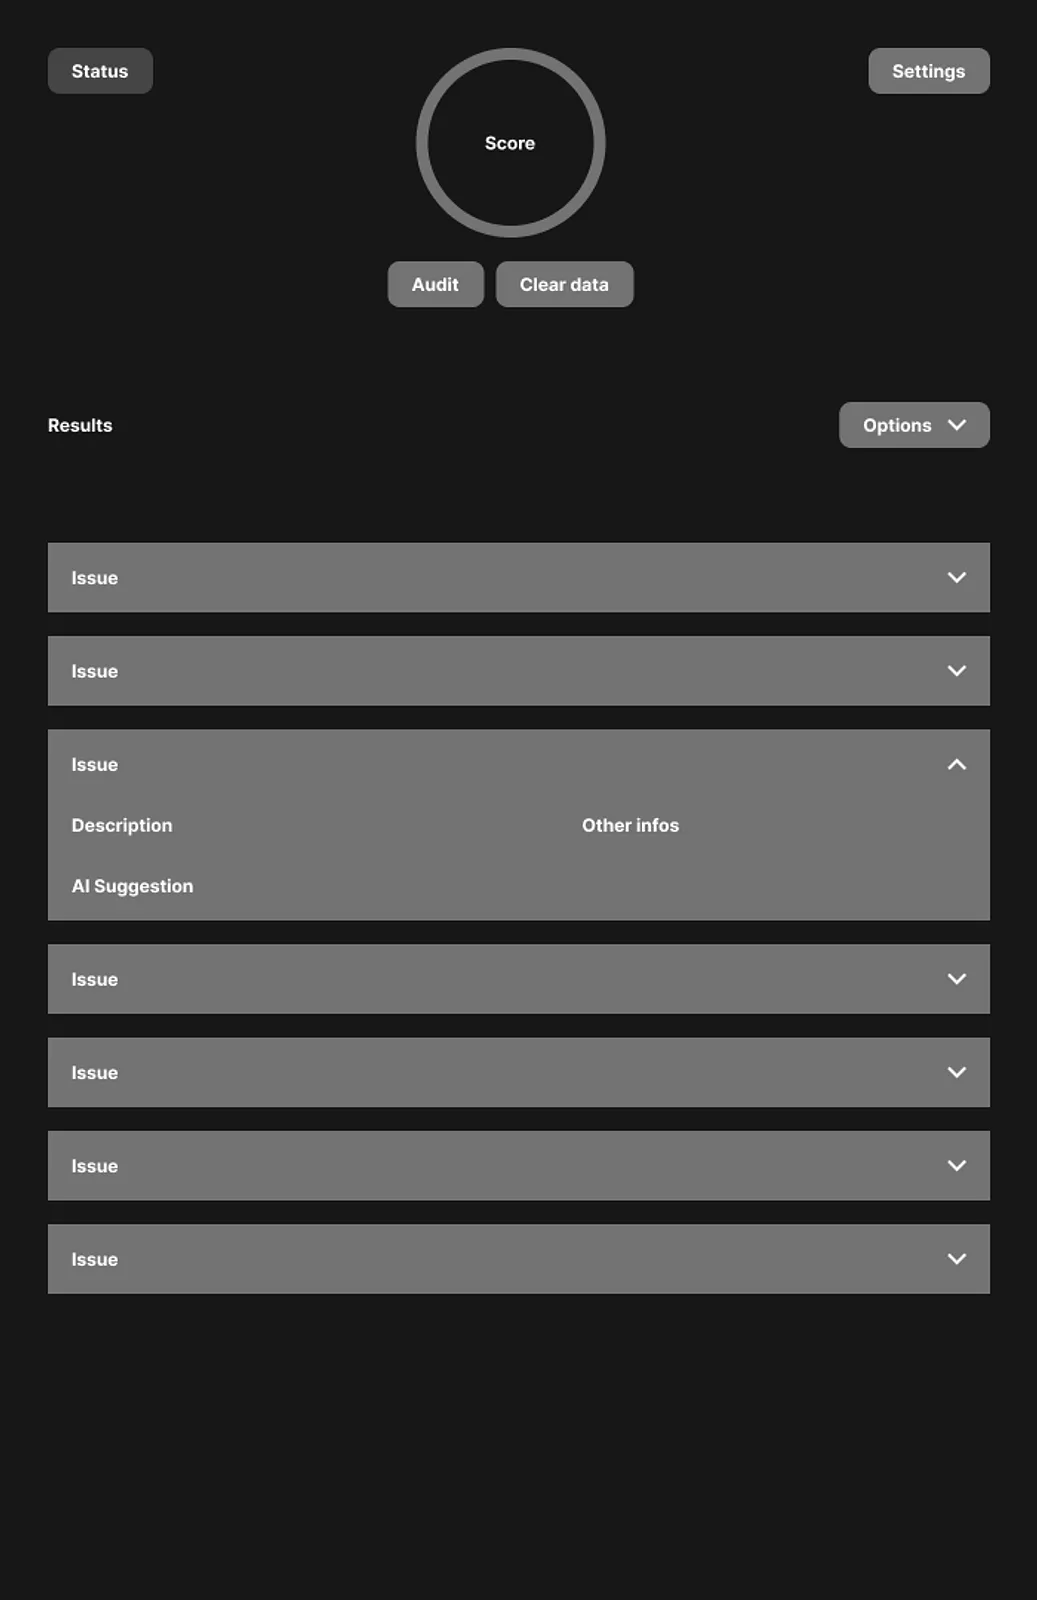 Status
Score
Settings
Audit
Clear data
Results
Options
Issue
Issue
Issue
Description
Other infos
AI Suggestion
Issue
Issue
Issue
Issue